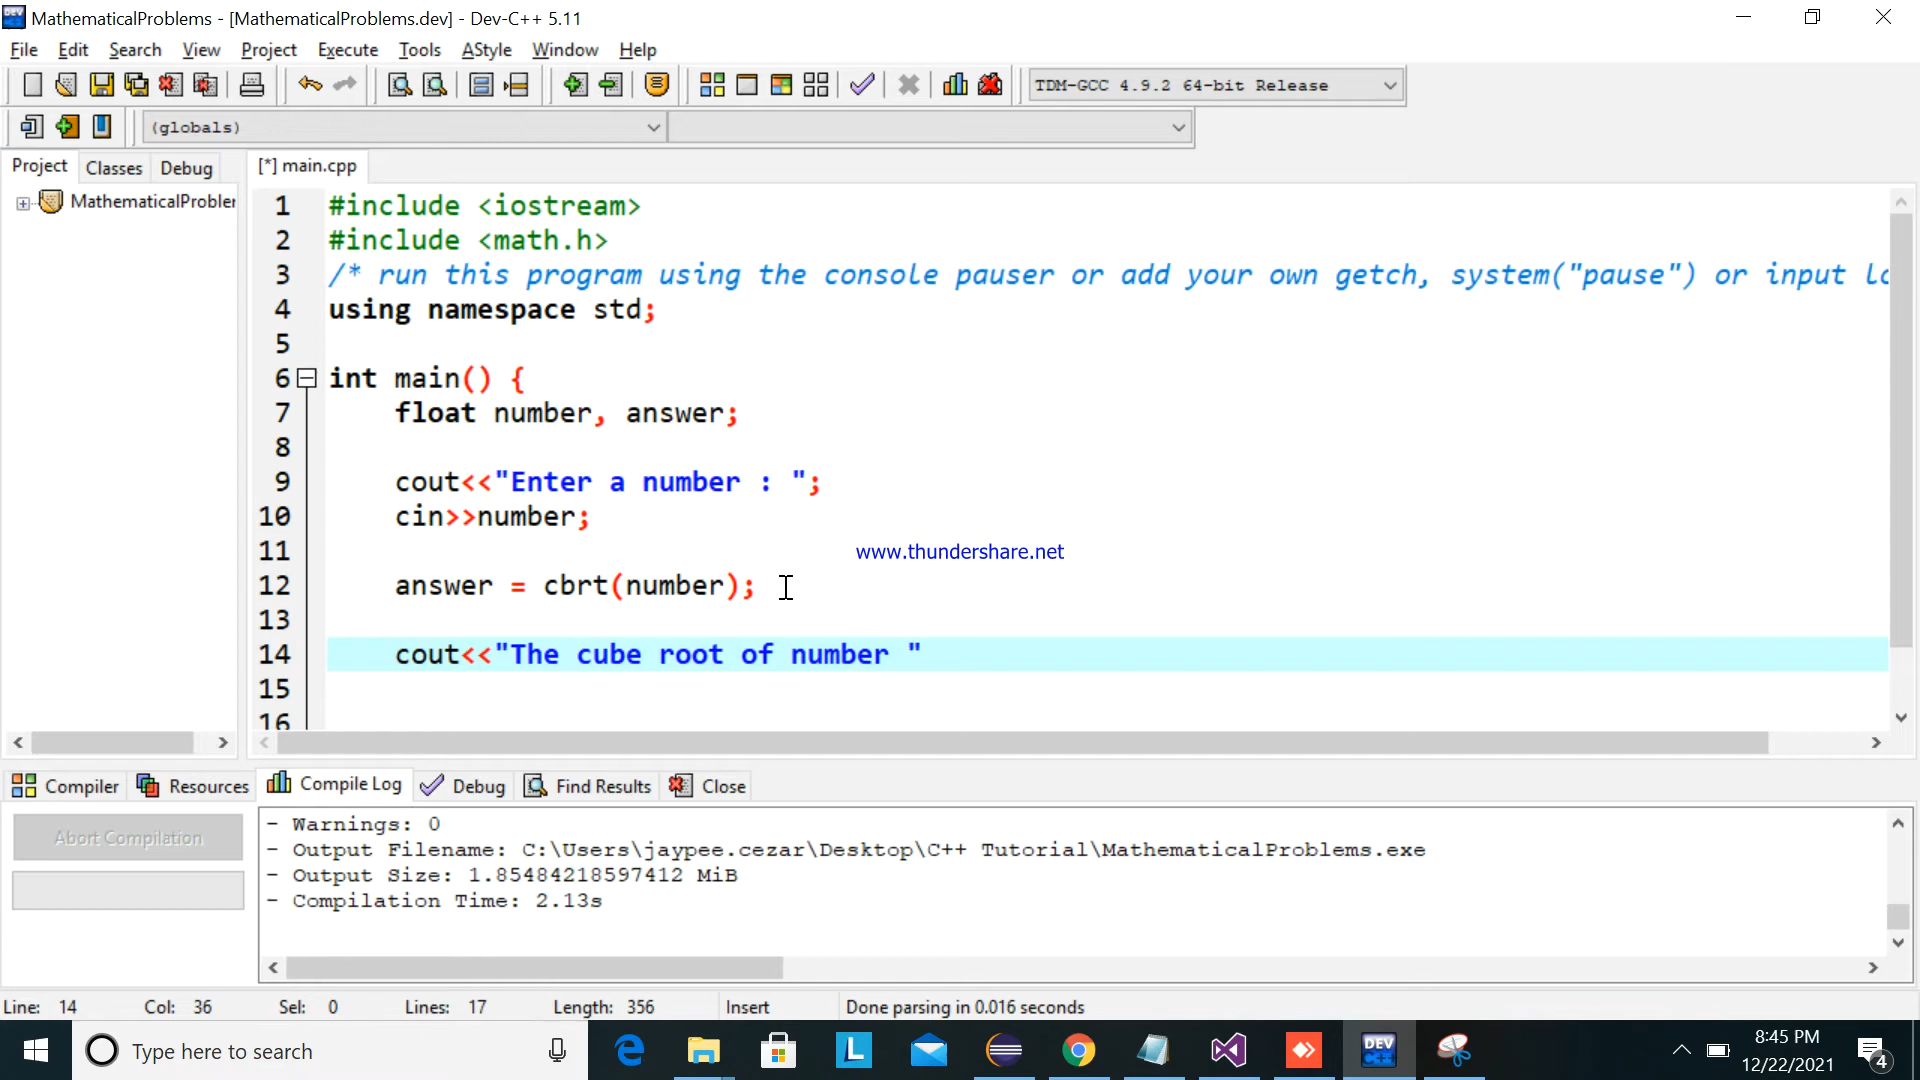 MathematicalProblems - [MathematicalProblems.dev] - Dev-C++ 5.11
File Edit Search View Project Execute Tools AStyle Window Help
TDM-GCC 4.9.2 64-bit Release
(globals)
Project Classes Debug [*] main.cpp
MathematicalProbler
1 #include <iostream>
2 #include <math.h>
3 /* run this program using the console pauser or add your own getch, system("pause") or input lo
4 using namespace std;
5
6 int main() {
7 float number, answer;
8
9 cout<<"Enter a number : ";
10 cin>>number;
11
www.thundershare.net
12 answer = cbrt(number);
13
14 cout<<"The cube root of number "
15
16
Compiler Resources Compile Log Debug Find Results Close
Abort Compilation
- Warnings: 0
- Output Filename: C:\Users\jaypee.cezar\Desktop\C++ Tutorial\MathematicalProblems.exe
- Output Size: 1.85484218597412 MiB
- Compilation Time: 2.13s
Line: 14 Col: 36 Sel: 0 Lines: 17 Length: 356 Insert Done parsing in 0.016 seconds
Type here to search
L
DEV
C++
8:45 PM
12/22/2021
4